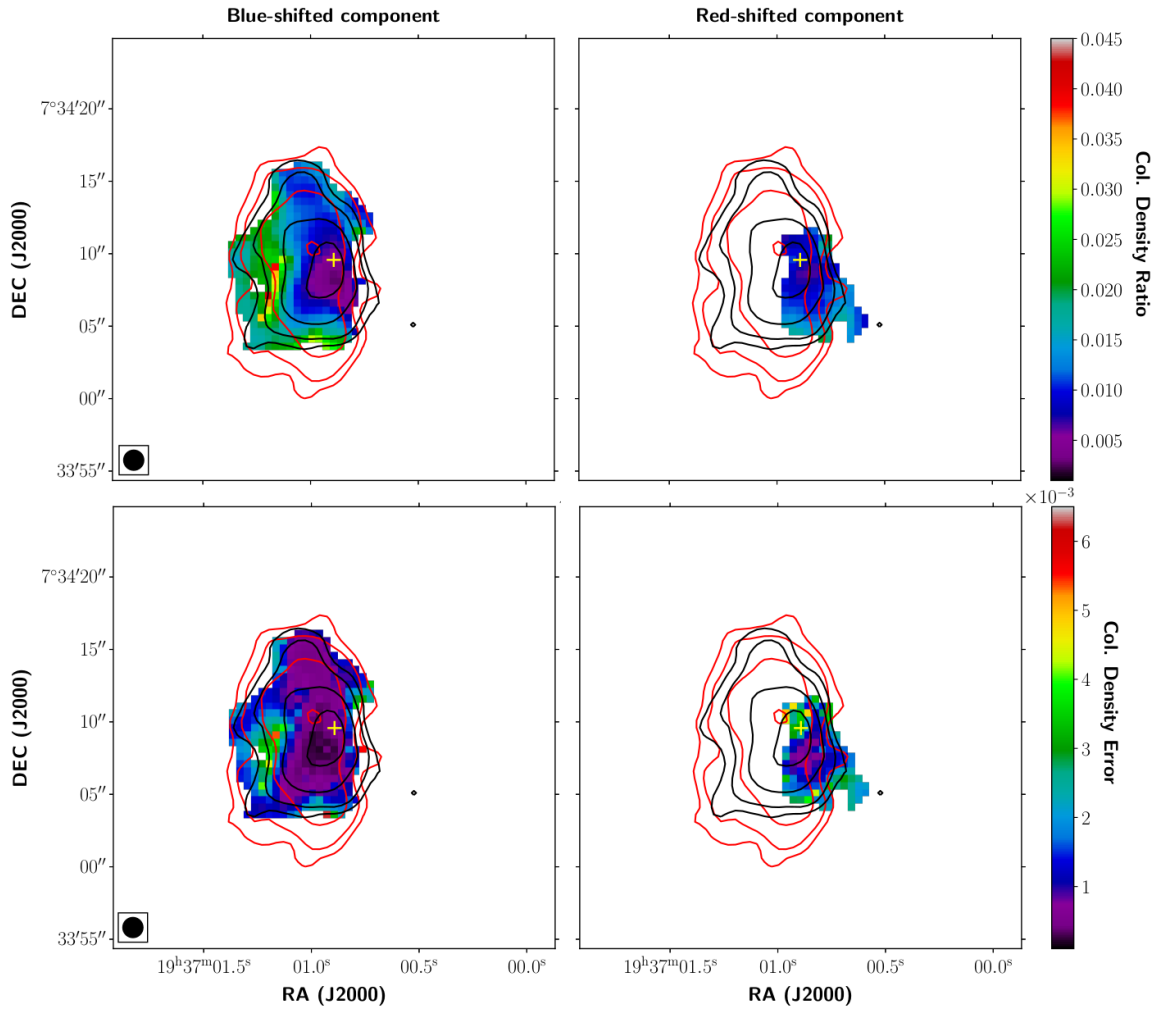 Blue-shifted component
Red-shifted component
7°34′20″
15″
10″
05″
00″
33′55″
DEC (J2000)
0.045
0.040
0.035
0.030
0.025
0.020
0.015
0.010
0.005
Col. Density Ratio
×10⁻³
7°34′20″
15″
10″
05″
00″
33′55″
DEC (J2000)
6
5
4
3
2
1
Col. Density Error
19ʰ37ᵐ01.5ˢ
01.0ˢ
00.5ˢ
00.0ˢ
19ʰ37ᵐ01.5ˢ
01.0ˢ
00.5ˢ
00.0ˢ
RA (J2000)
RA (J2000)